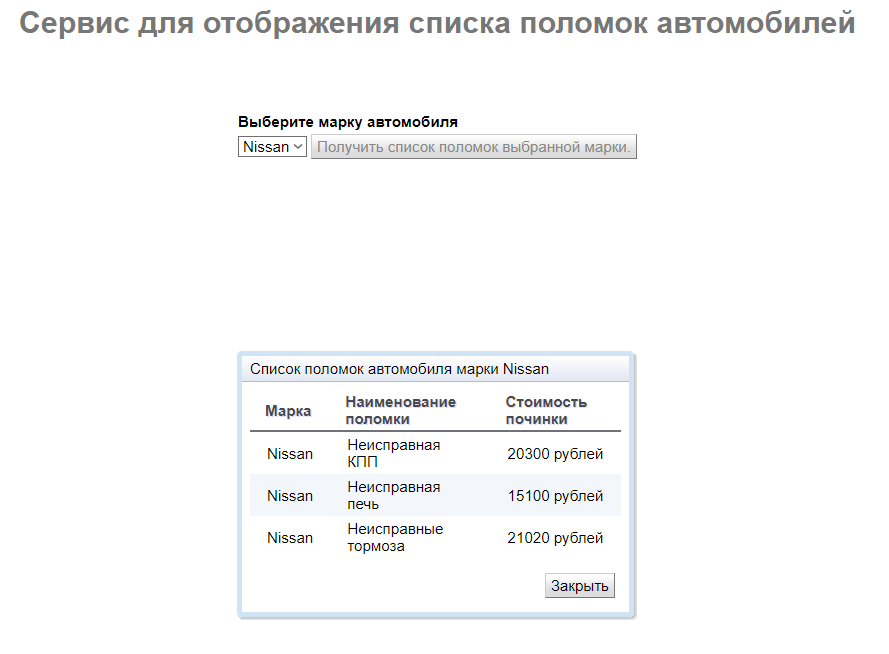 Сервис для отображения списка поломок автомобилей
Выберите марку автомобиля
Nissan Получить список поломок выбранной марки.
Список поломок автомобиля марки Nissan
Марка Наименование поломки Стоимость починки
Nissan Неисправная КПП 20300 рублей
Nissan Неисправная печь 15100 рублей
Nissan Неисправные тормоза 21020 рублей
Закрыть